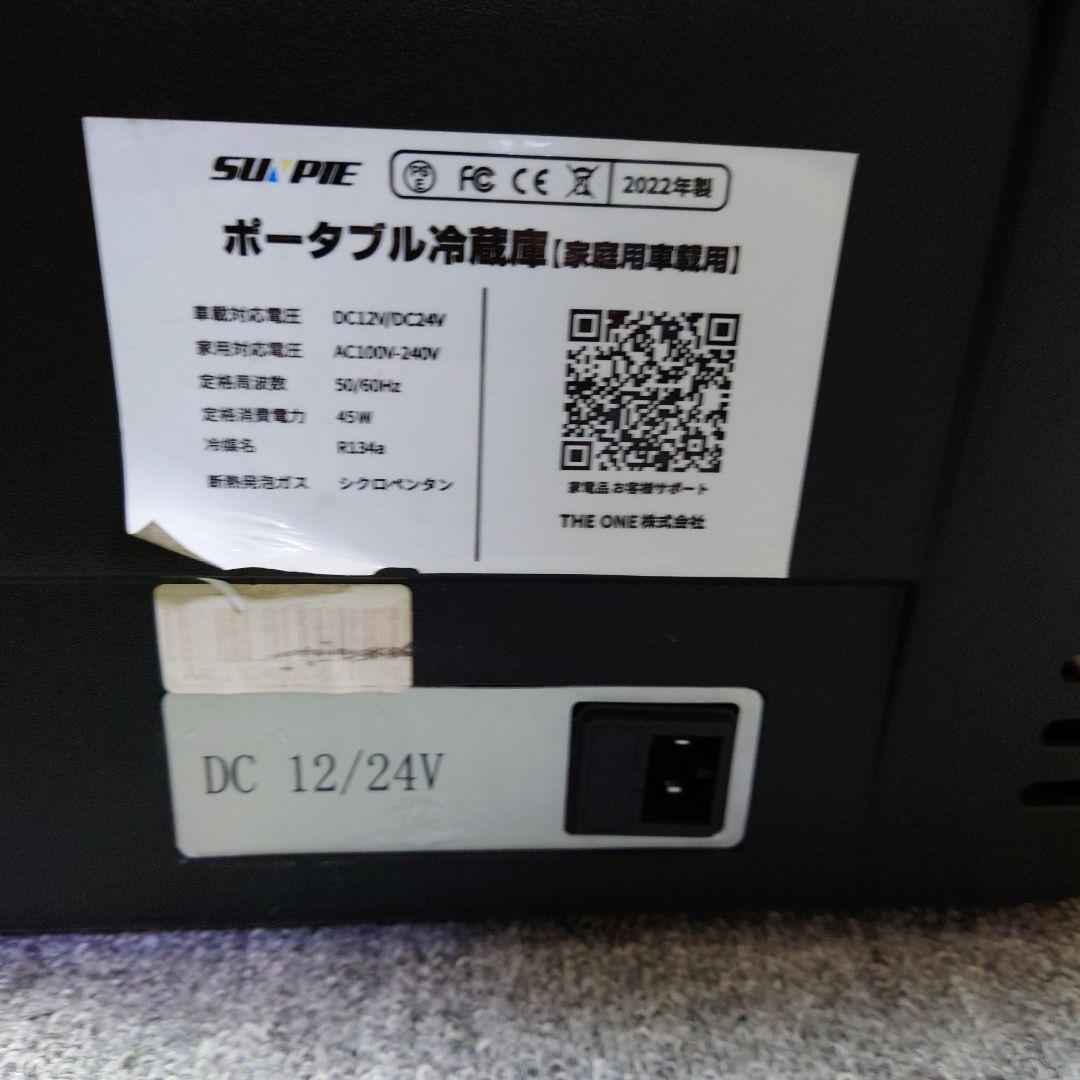 SUNPIE
PSE FC CE 2022年製
ポータブル冷蔵庫【家庭用車載用】
車載対応電圧 DC12V/DC24V
家用対応電圧 AC100V-240V
定格周波数 50/60Hz
定格消費電力 45W
冷媒名 R134a
断熱発泡ガス シクロペンタン
家電品 お客様サポート
THE ONE 株式会社
DC 12/24V